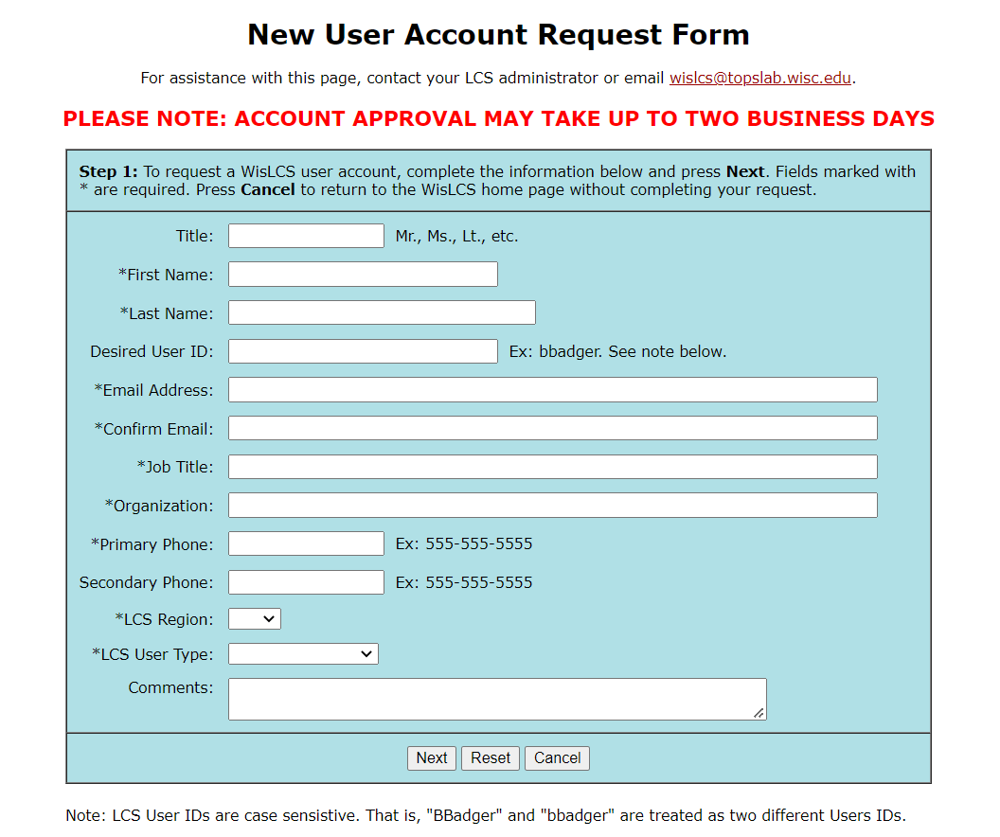 New User Account Request Form
For assistance with this page, contact your LCS administrator or email wislcs@topslab.wisc.edu.
PLEASE NOTE: ACCOUNT APPROVAL MAY TAKE UP TO TWO BUSINESS DAYS
Step 1: To request a WisLCS user account, complete the information below and press Next. Fields marked with
* are required. Press Cancel to return to the WisLCS home page without completing your request.
Title: Mr., Ms., Lt., etc.
*First Name:
*Last Name:
Desired User ID: Ex: bbadger. See note below.
*Email Address:
*Confirm Email:
*Job Title:
*Organization:
*Primary Phone: Ex: 555-555-5555
Secondary Phone: Ex: 555-555-5555
*LCS Region:
*LCS User Type:
Comments:
Next Reset Cancel
Note: LCS User IDs are case sensistive. That is, "BBadger" and "bbadger" are treated as two different Users IDs.